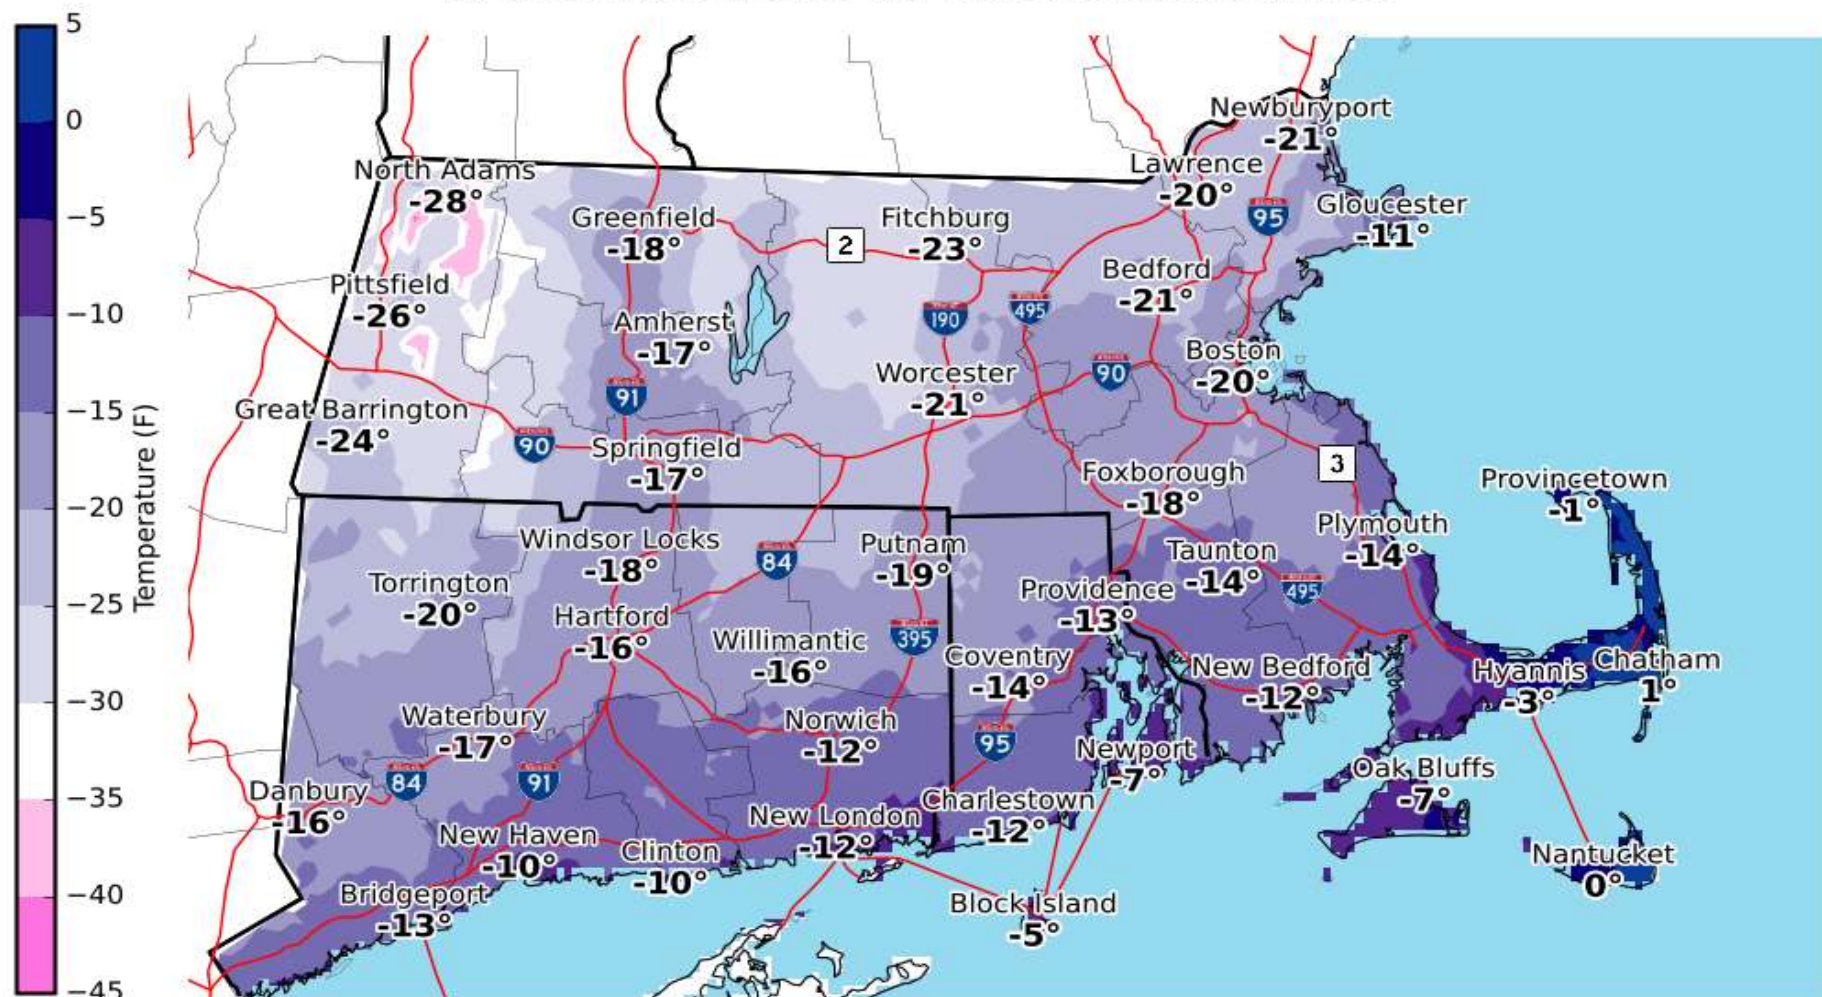 5
0
−5
−10
−15
−20
−25
−30
−35
−40
−45
Temperature (F)
Newburyport
-21°
Lawrence
-20°
North Adams
-28°
95
Gloucester
-11°
Greenfield
-18°
2
Fitchburg
-23°
Bedford
-21°
Pittsfield
-26°
190
495
Amherst
-17°
Boston
-20°
Worcester
-21°
90
91
Great Barrington
-24°
90
Springfield
-17°
3
Foxborough
-18°
Provincetown
-1°
Windsor Locks
-18°
84
Putnam
-19°
Taunton
-14°
Plymouth
-14°
Torrington
-20°
Providence
-13°
495
Hartford
-16°
Willimantic
-16°
395
Coventry
-14°
New Bedford
-12°
Hyannis
-3°
Chatham
1°
Waterbury
-17°
Norwich
-12°
95
Newport
-7°
Oak Bluffs
-7°
84
91
Danbury
-16°
New Haven
-10°
Clinton
-10°
New London
-12°
Charlestown
-12°
Nantucket
0°
Bridgeport
-13°
Block Island
-5°